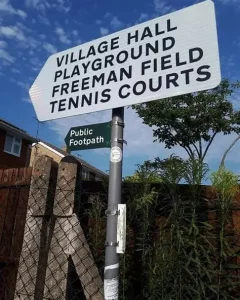 VILLAGE HALL
PLAYGROUND
FREEMAN FIELD
TENNIS COURTS
Public
Footpath